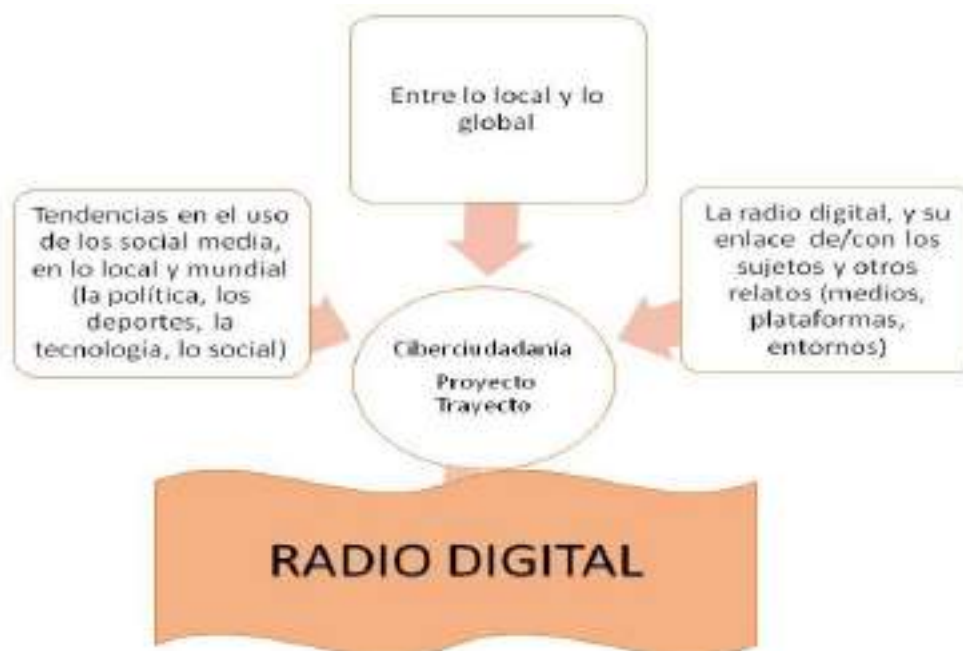 Entre lo local y lo
global
Tendencias en el uso
de los social media,
en lo local y mundial
(la política, los
deportes, la
tecnología, lo social)
La radio digital, y su
enlace de/con los
sujetos y otros
relatos (medios,
plataformas,
entornos)
Ciberciudadanía
Proyecto
Trayecto
RADIO DIGITAL